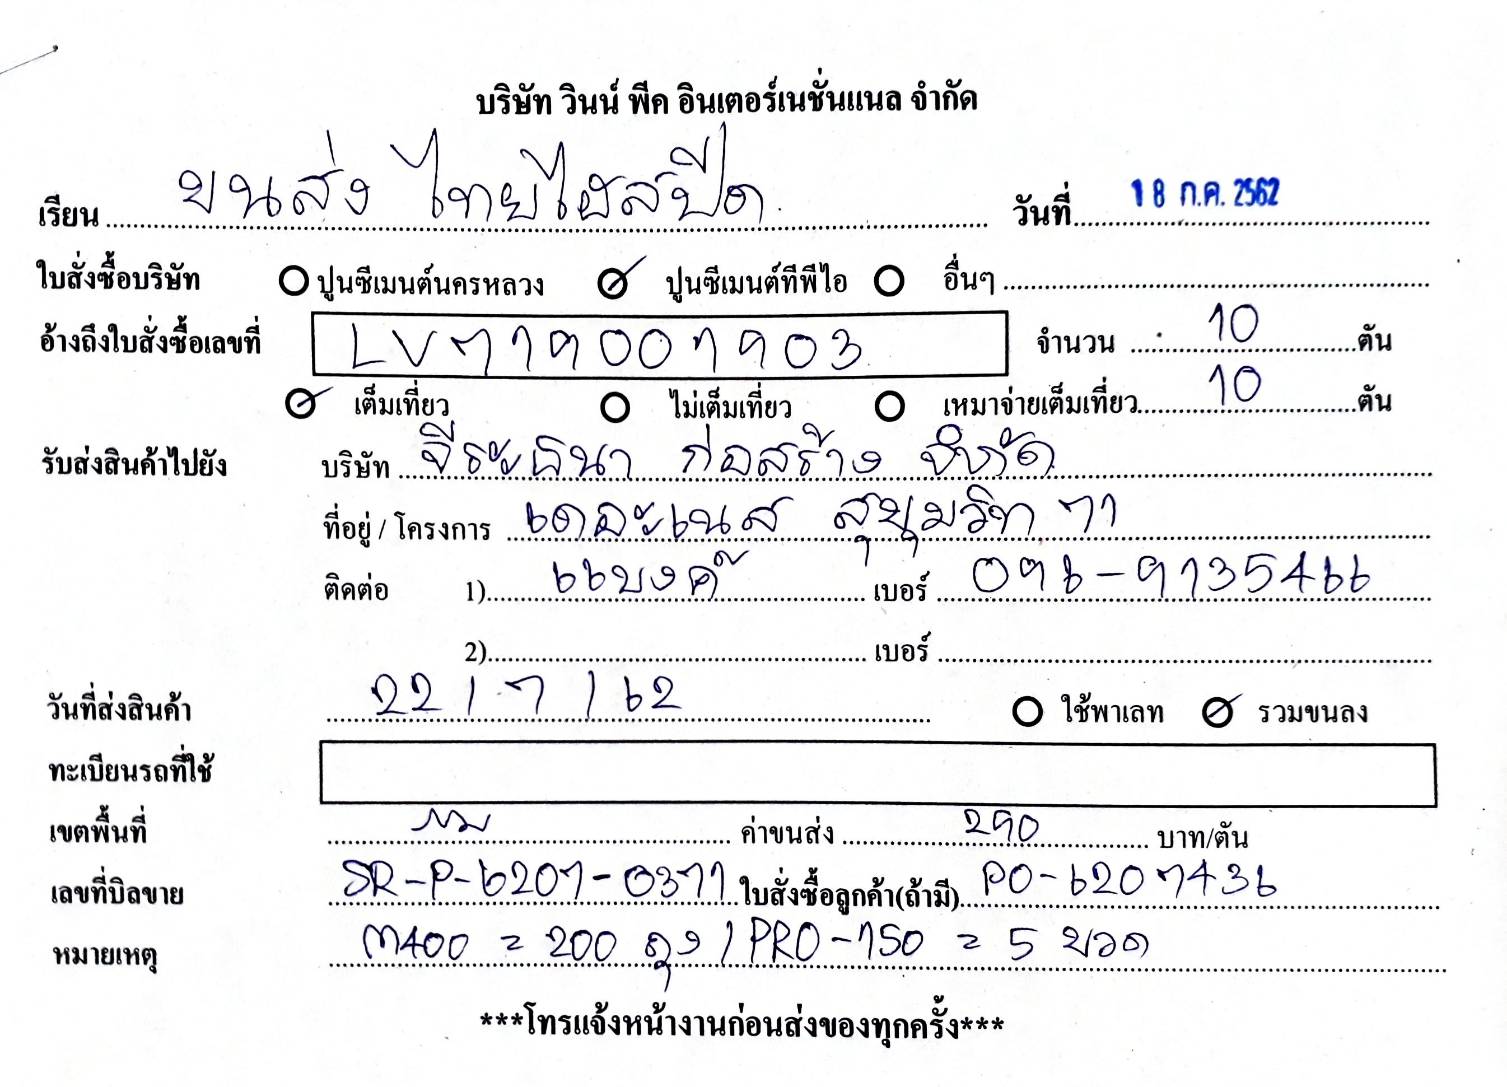 บริษัท วินน์ พีค อินเตอร์เนชั่นแนล จำกัด
เรียน ขนส่ง ไทยไฮสปีด วันที่ 18 ก.ค. 2562
ใบสั่งซื้อบริษัท ปูนซีเมนต์นครหลวง ปูนซีเมนต์ทีพีไอ อื่นๆ
อ้างถึงใบสั่งซื้อเลขที่ LV7119001903 จำนวน 10 ตัน
เต็มเที่ยว ไม่เต็มเที่ยว เหมาจ่ายเต็มเที่ยว 10 ตัน
รับส่งสินค้าไปยัง บริษัท จีระธนา ก่อสร้าง จำกัด
ที่อยู่ / โครงการ เดอะเนส สุขุมวิท 71
ติดต่อ 1) แบงค์ เบอร์ 096-9135466
2) เบอร์
วันที่ส่งสินค้า 22/7/62 ใช้พาเลท รวมขนลง
ทะเบียนรถที่ใช้
เขตพื้นที่ ค่าขนส่ง 290 บาท/ตัน
เลขที่บิลขาย SR-P-6207-0371 ใบสั่งซื้อลูกค้า(ถ้ามี) PO-6207436
หมายเหตุ M400 = 200 ถุง / PRO-150 = 5 ขวด
***โทรแจ้งหน้างานก่อนส่งของทุกครั้ง***